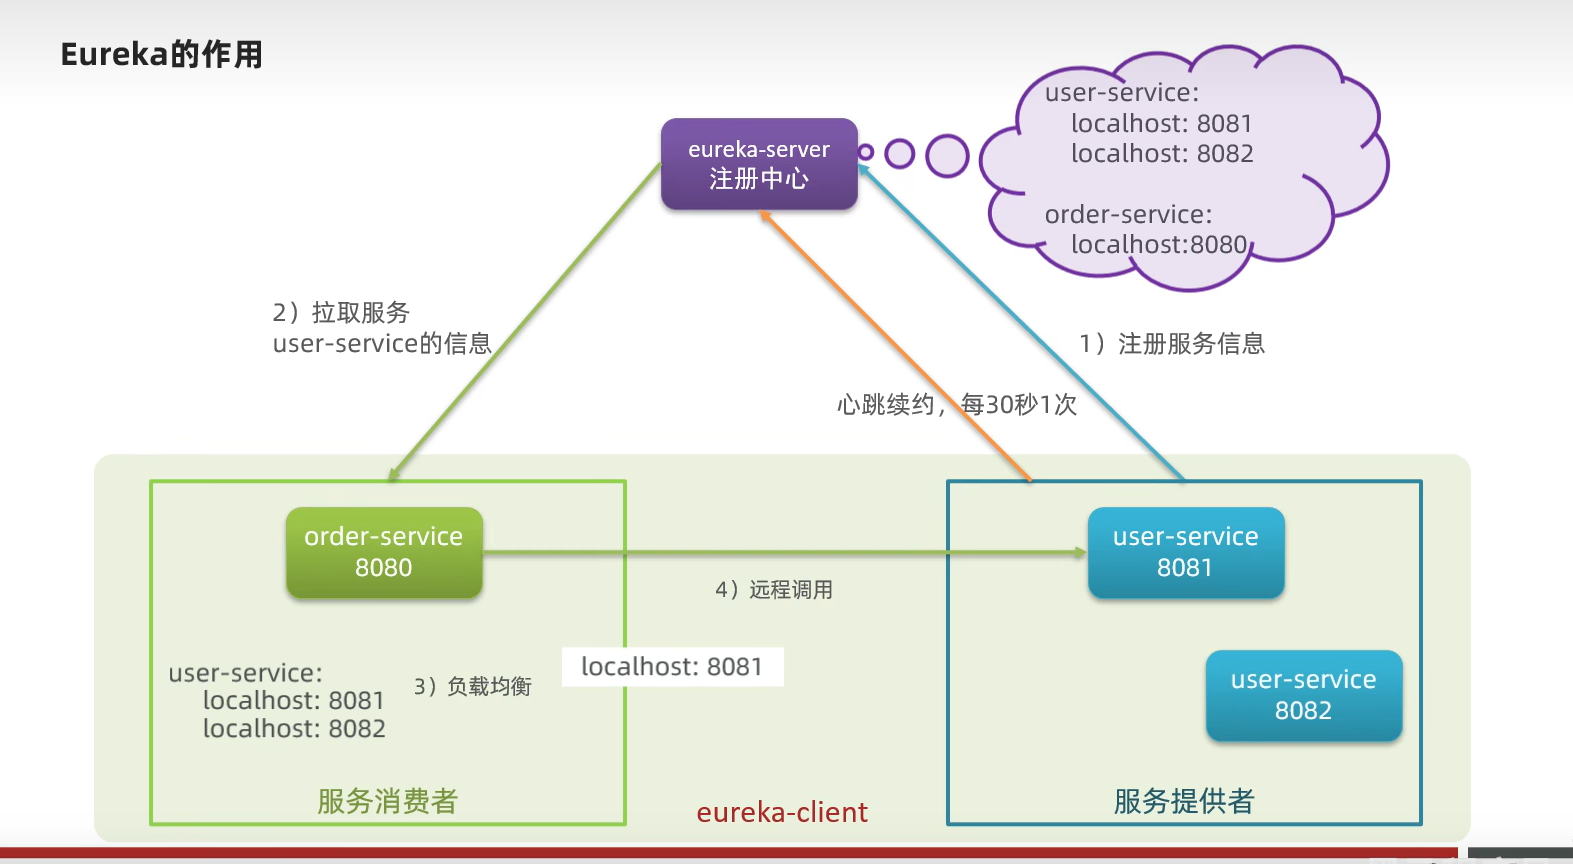 Eureka的作用
eureka-server
注册中心
user-service:
localhost: 8081
localhost: 8082
order-service:
localhost:8080
2）拉取服务
user-service的信息
1）注册服务信息
心跳续约，每30秒1次
order-service
8080
user-service
8081
4）远程调用
user-service:
localhost: 8081
localhost: 8082
3）负载均衡
localhost: 8081
user-service
8082
服务消费者
eureka-client
服务提供者